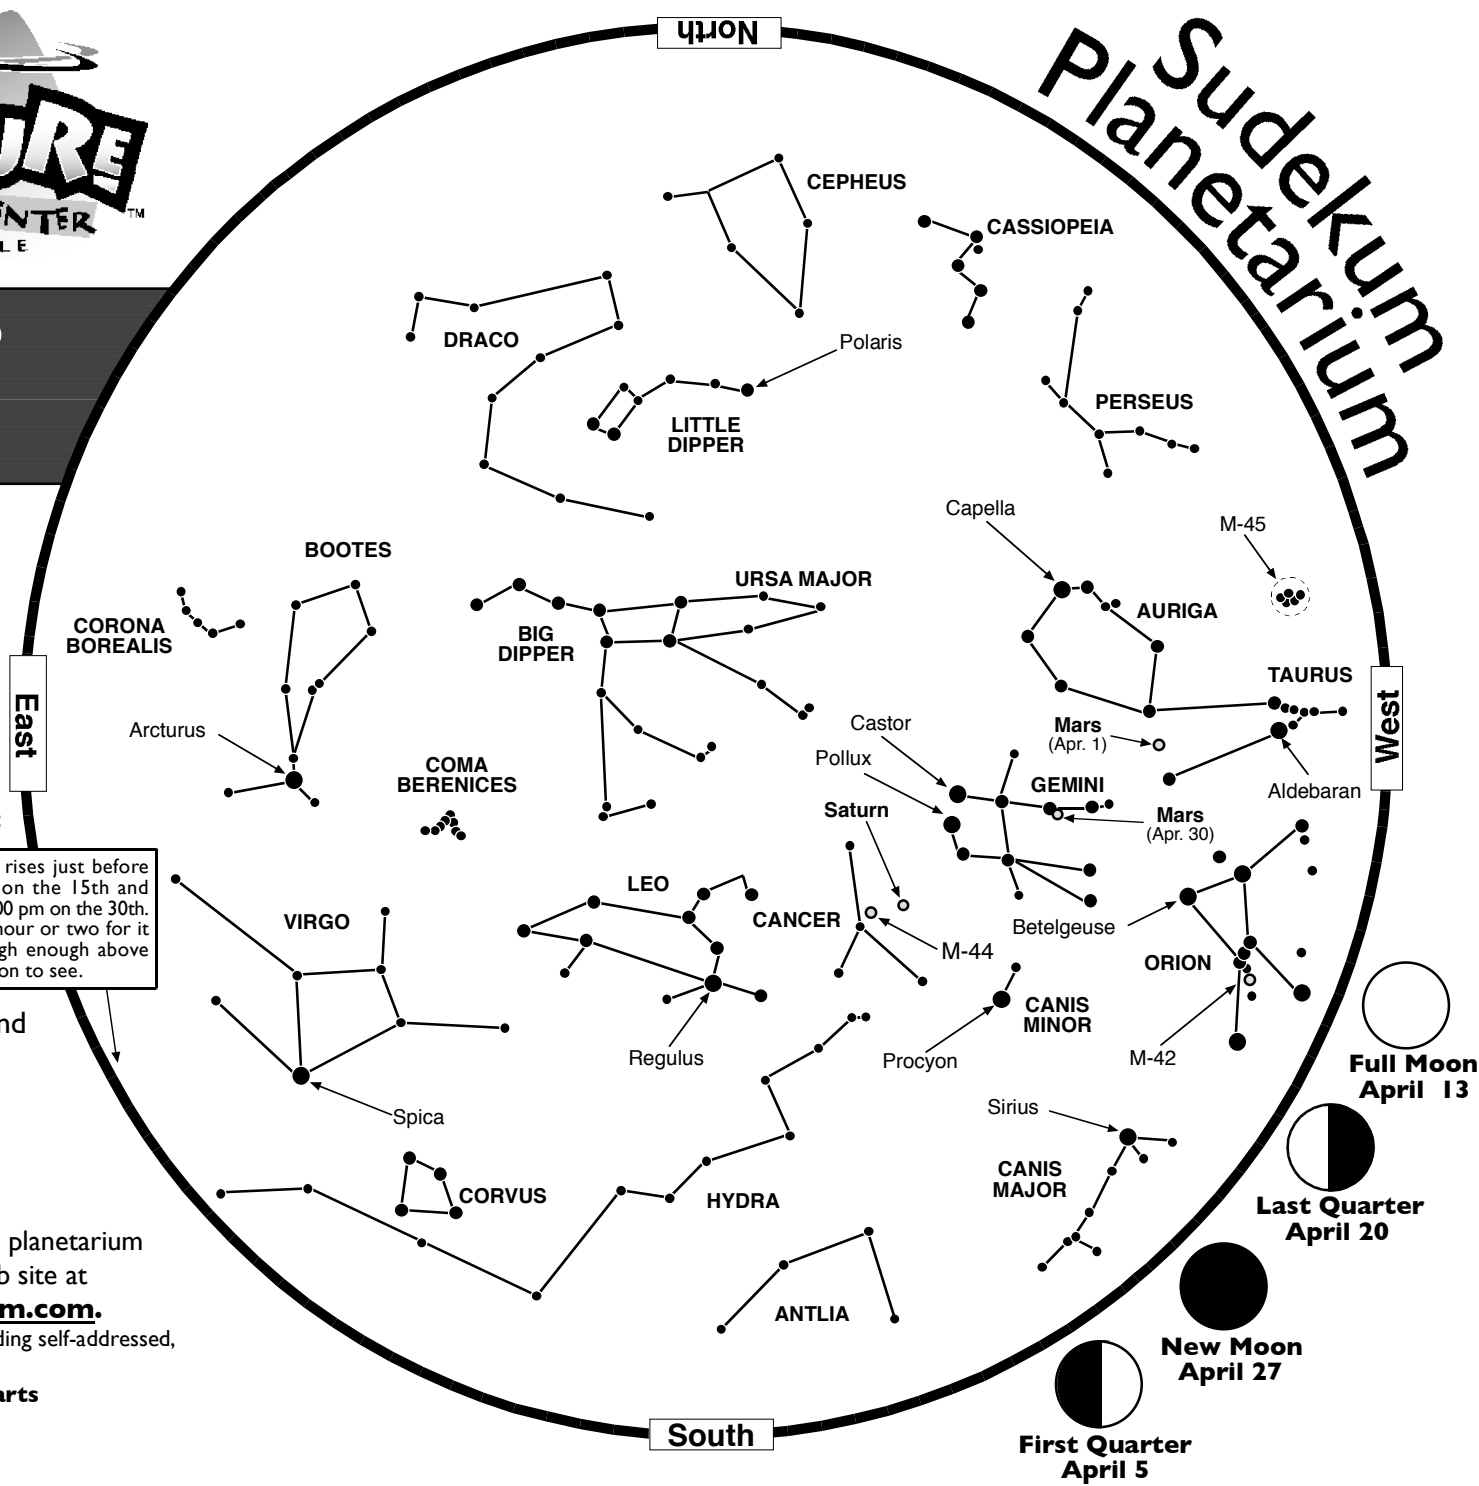 North
Sudekum
Planetarium
URE
ENTER
TM
LE
CEPHEUS
CASSIOPEIA
DRACO
Polaris
LITTLE
DIPPER
PERSEUS
Capella
M-45
BOOTES
URSA MAJOR
AURIGA
CORONA
BOREALIS
BIG
DIPPER
TAURUS
East
West
Arcturus
Castor
Mars
(Apr. 1)
Pollux
COMA
BERENICES
GEMINI
Aldebaran
Saturn
Mars
(Apr. 30)
rises just before
on the 15th and
00 pm on the 30th.
hour or two for it
gh enough above
on to see.
LEO
VIRGO
CANCER
Betelgeuse
M-44
ORION
nd
CANIS
MINOR
Regulus
Procyon
M-42
Full Moon
April 13
Spica
Sirius
CANIS
MAJOR
CORVUS
HYDRA
Last Quarter
April 20
planetarium
b site at
m.com.
ding self-addressed,
ANTLIA
New Moon
April 27
arts
South
First Quarter
April 5